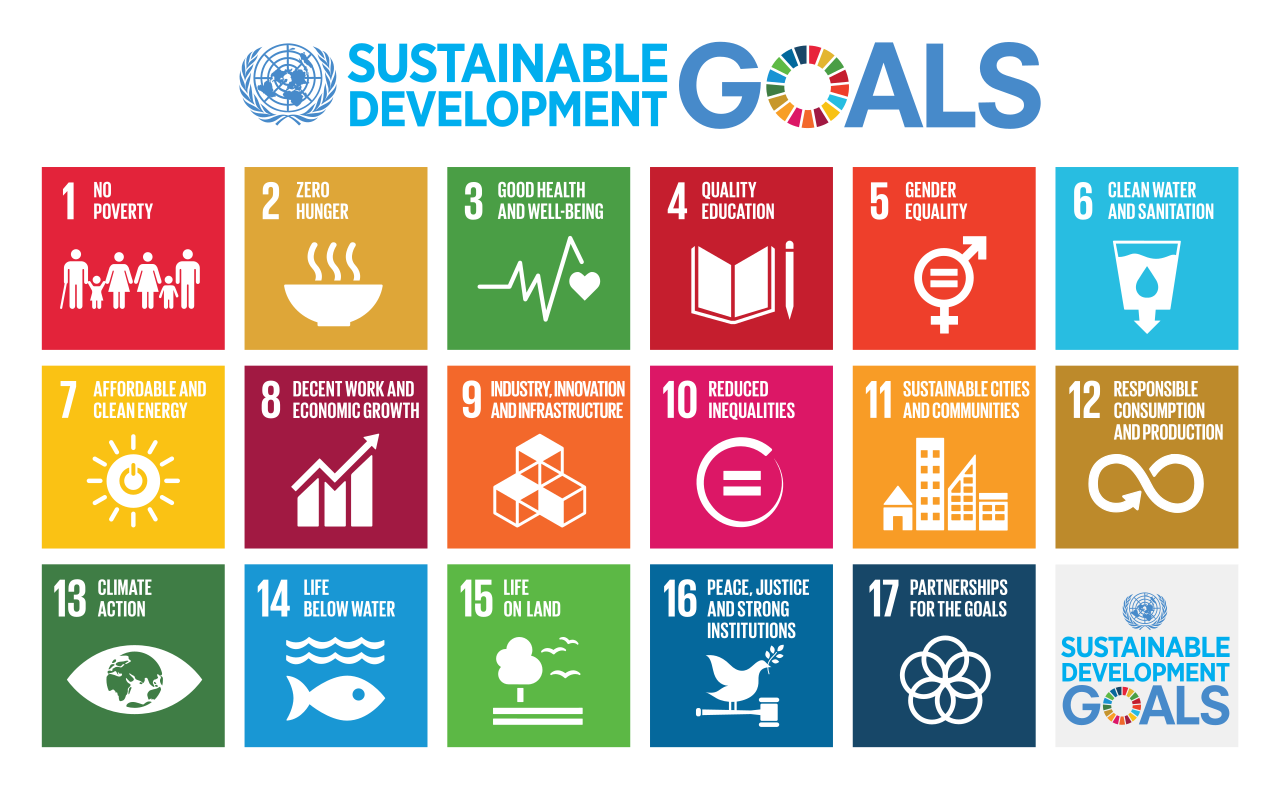 SUSTAINABLE
DEVELOPMENT
GOALS
1 NO
POVERTY
2 ZERO
HUNGER
3 GOOD HEALTH
AND WELL-BEING
4 QUALITY
EDUCATION
5 GENDER
EQUALITY
6 CLEAN WATER
AND SANITATION
7 AFFORDABLE AND
CLEAN ENERGY
8 DECENT WORK AND
ECONOMIC GROWTH
9 INDUSTRY, INNOVATION
AND INFRASTRUCTURE
10 REDUCED
INEQUALITIES
11 SUSTAINABLE CITIES
AND COMMUNITIES
12 RESPONSIBLE
CONSUMPTION
AND PRODUCTION
13 CLIMATE
ACTION
14 LIFE
BELOW WATER
15 LIFE
ON LAND
16 PEACE, JUSTICE
AND STRONG
INSTITUTIONS
17 PARTNERSHIPS
FOR THE GOALS
SUSTAINABLE
DEVELOPMENT
GOALS